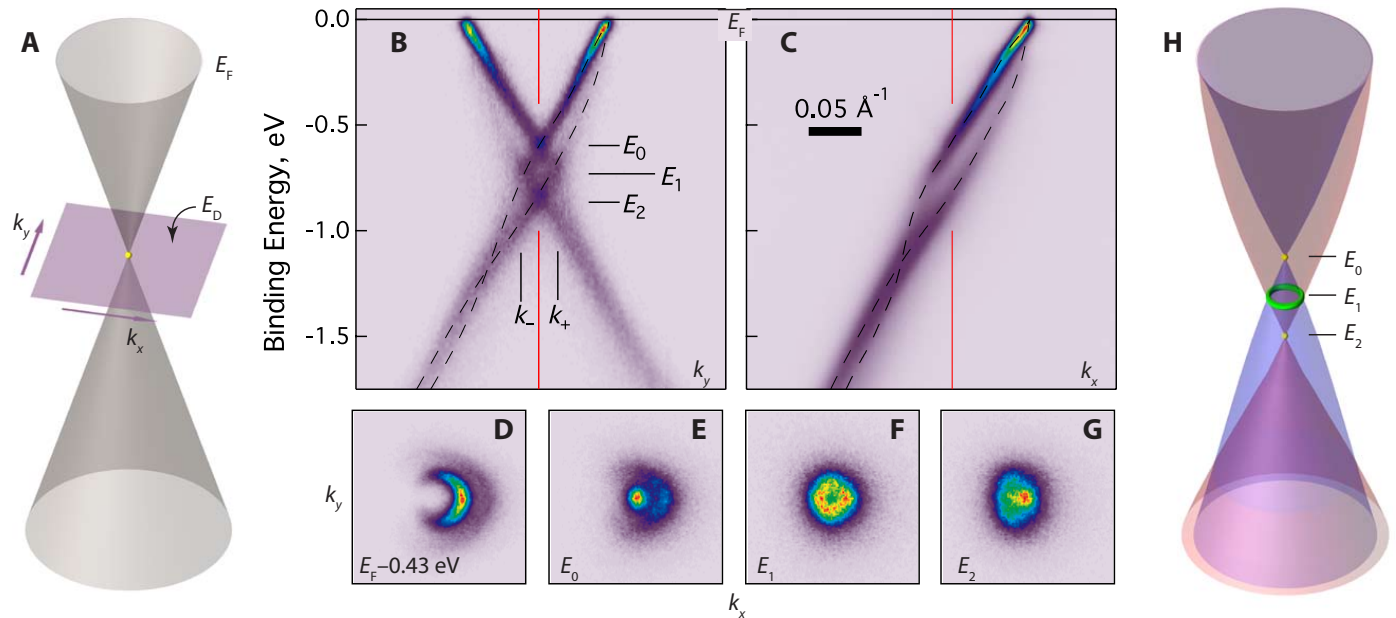 A
E_F
k_y
E_D
k_x
Binding Energy, eV
0.0
-0.5
-1.0
-1.5
B
E_F
C
0.05 Å⁻¹
E_0
E_1
E_2
k_-
k_+
k_y
k_x
H
E_0
E_1
E_2
k_y
D
E_F–0.43 eV
E
E_0
F
E_1
G
E_2
k_x